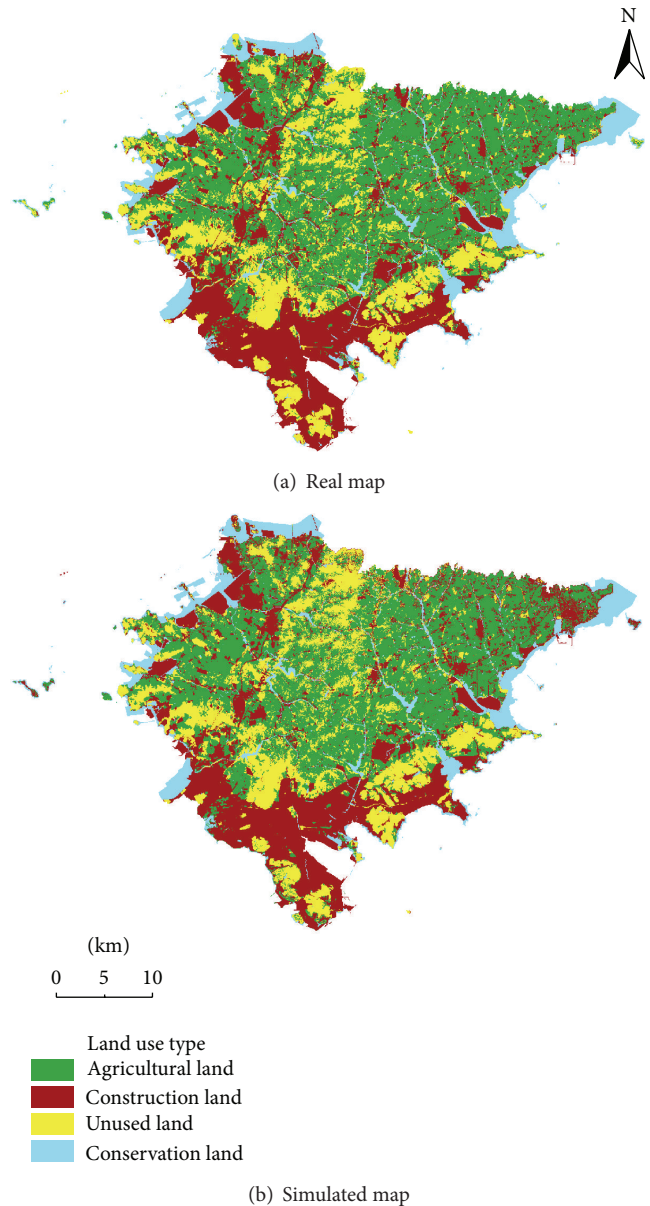 N
(a) Real map
(km)
0 5 10
Land use type
Agricultural land
Construction land
Unused land
Conservation land
(b) Simulated map